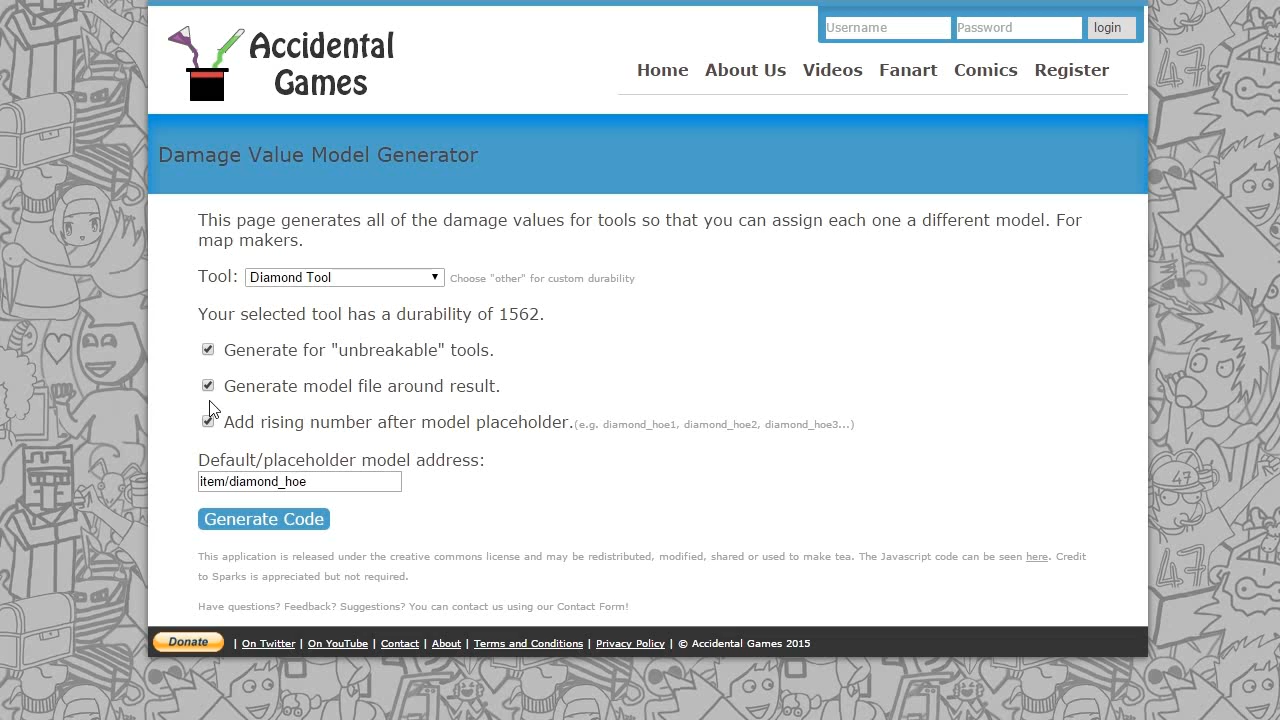 Accidental
Games
Username Password login
Home About Us Videos Fanart Comics Register
Damage Value Model Generator
This page generates all of the damage values for tools so that you can assign each one a different model. For
map makers.
Tool: Diamond Tool Choose "other" for custom durability
Your selected tool has a durability of 1562.
Generate for "unbreakable" tools.
Generate model file around result.
Add rising number after model placeholder.(e.g. diamond_hoe1, diamond_hoe2, diamond_hoe3...)
Default/placeholder model address:
item/diamond_hoe
Generate Code
This application is released under the creative commons license and may be redistributed, modified, shared or used to make tea. The Javascript code can be seen here. Credit
to Sparks is appreciated but not required.
Have questions? Feedback? Suggestions? You can contact us using our Contact Form!
Donate | On Twitter | On YouTube | Contact | About | Terms and Conditions | Privacy Policy | © Accidental Games 2015
47
47
47
47
47
47